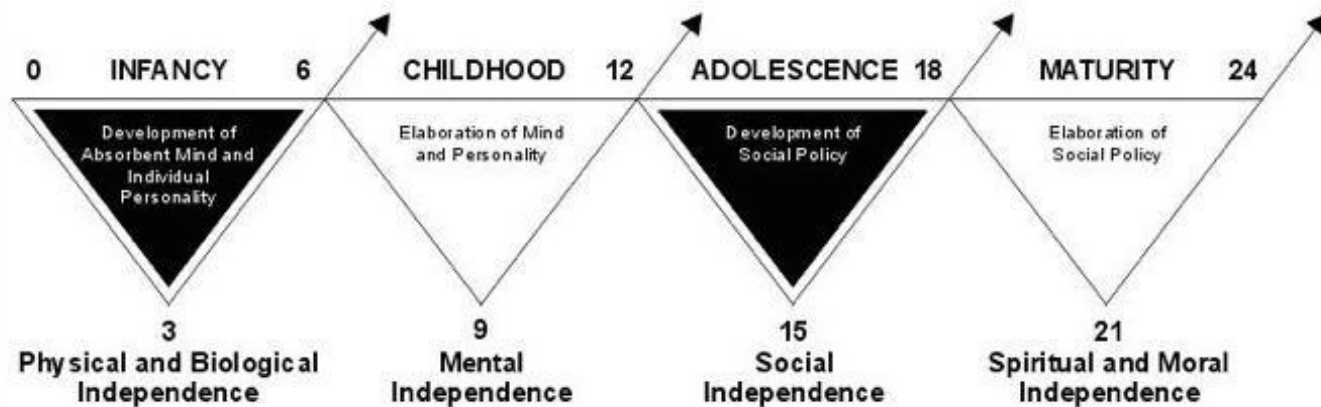 0 INFANCY 6 CHILDHOOD 12 ADOLESCENCE 18 MATURITY 24
Development of
Absorbent Mind and
Individual
Personality
Elaboration of Mind
and Personality
Development of
Social Policy
Elaboration of
Social Policy
3
Physical and Biological
Independence
9
Mental
Independence
15
Social
Independence
21
Spiritual and Moral
Independence